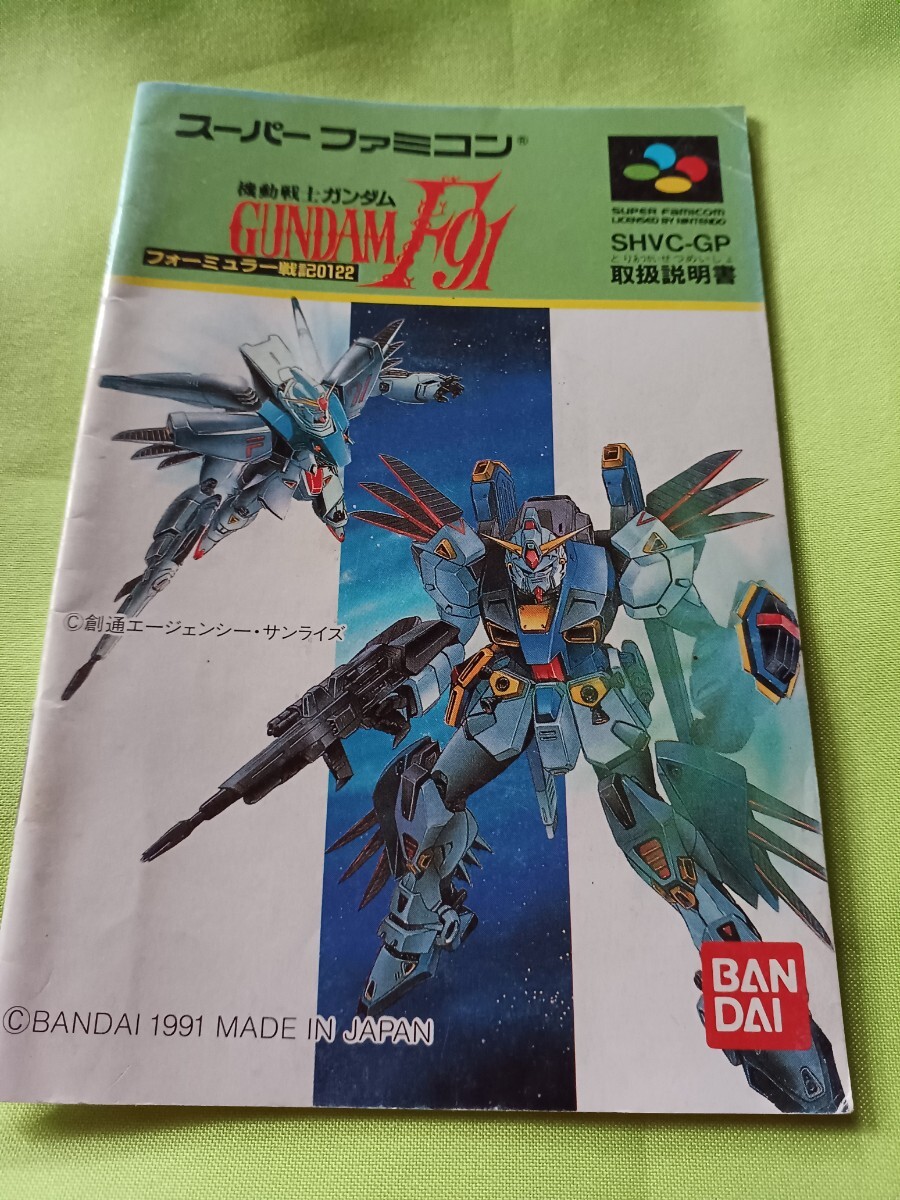 スーパーファミコン®
機動戦士ガンダム
GUNDAM F91
フォーミュラー戦記0122
SUPER Famicom
LICENSED BY NINTENDO
SHVC-GP
とりあつかいせつめいしょ
取扱説明書
©創通エージェンシー・サンライズ
©BANDAI 1991 MADE IN JAPAN
BAN
DAI